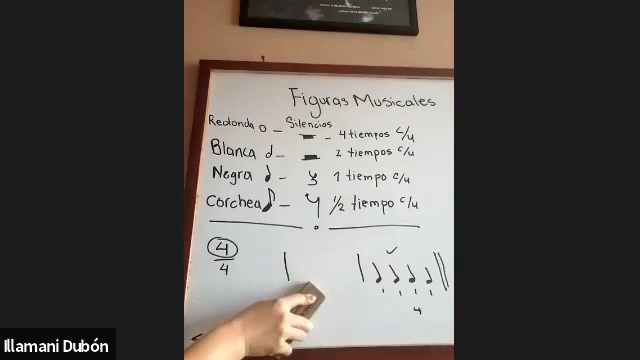 Figuras Musicales
Redonda o – Silencios – 4 tiempos c/u
Blanca – 2 tiempos c/u
Negra – 1 tiempo c/u
Corchea – 1/2 tiempo c/u
4
4
ı ı ı ı
4
Illamani Dubón